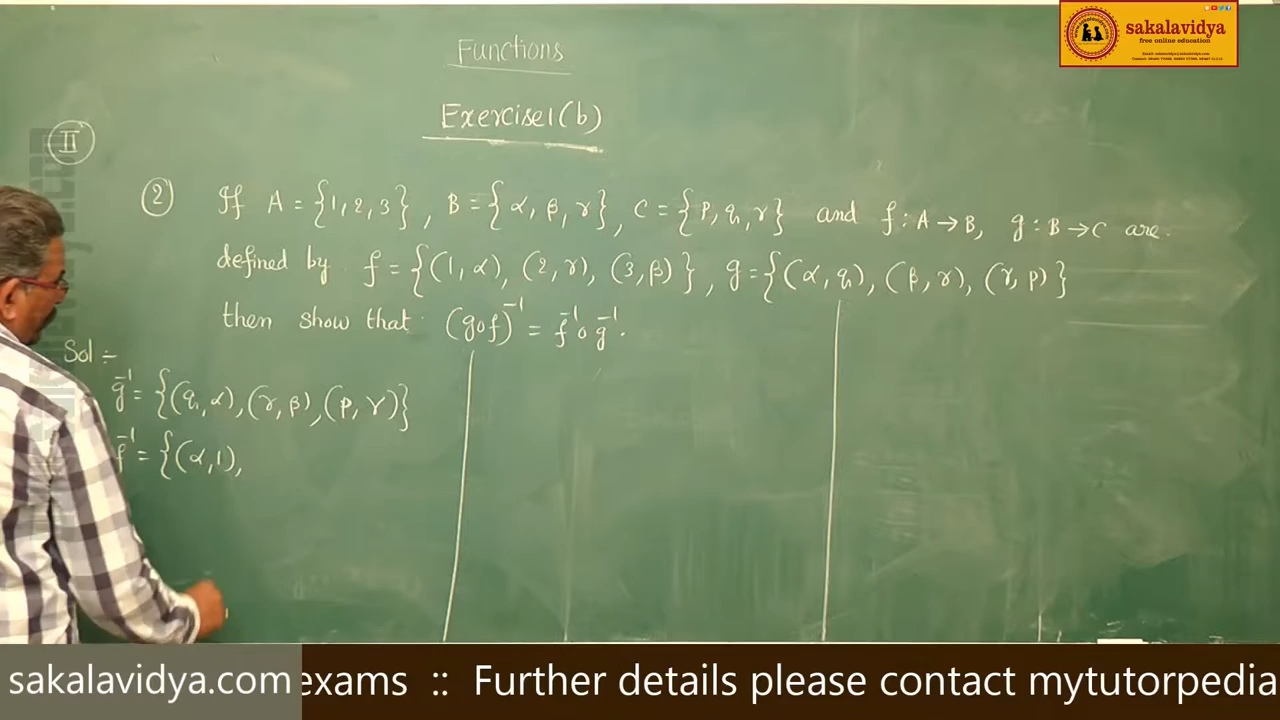 sakalavidya
free online education
Functions
Exercise 1(b)
II
(2) If A = {1, 2, 3}, B = {α, β, γ}, C = {p, q, r} and f : A → B, g : B → C are
defined by f = {(1, α), (2, γ), (3, β)}, g = {(α, q), (β, r), (γ, p)}
then show that (gof)⁻¹ = f⁻¹og⁻¹.
Sol :-
g⁻¹ = {(q, α), (r, β), (p, γ)}
f⁻¹ = {(α, 1),
sakalavidya.com exams :: Further details please contact mytutorpedia